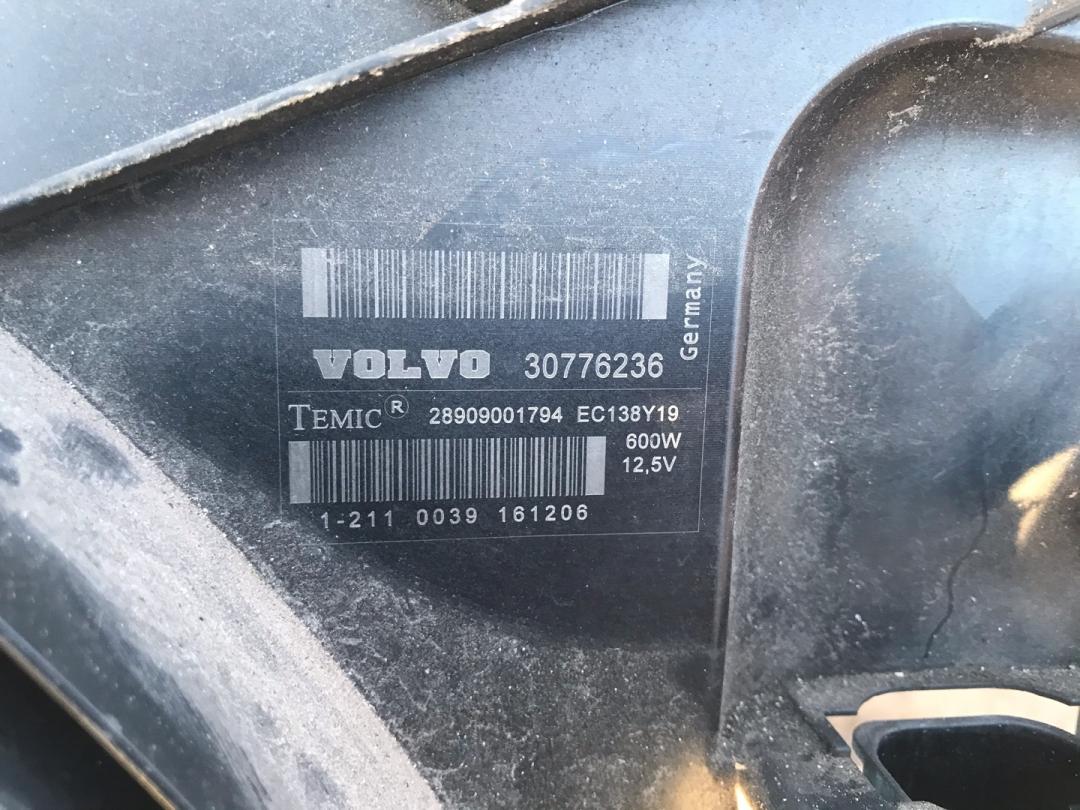 Germany
VOLVO 30776236
TEMIC® 28909001794 EC138Y19
600W
12,5V
1-211 0039 161206